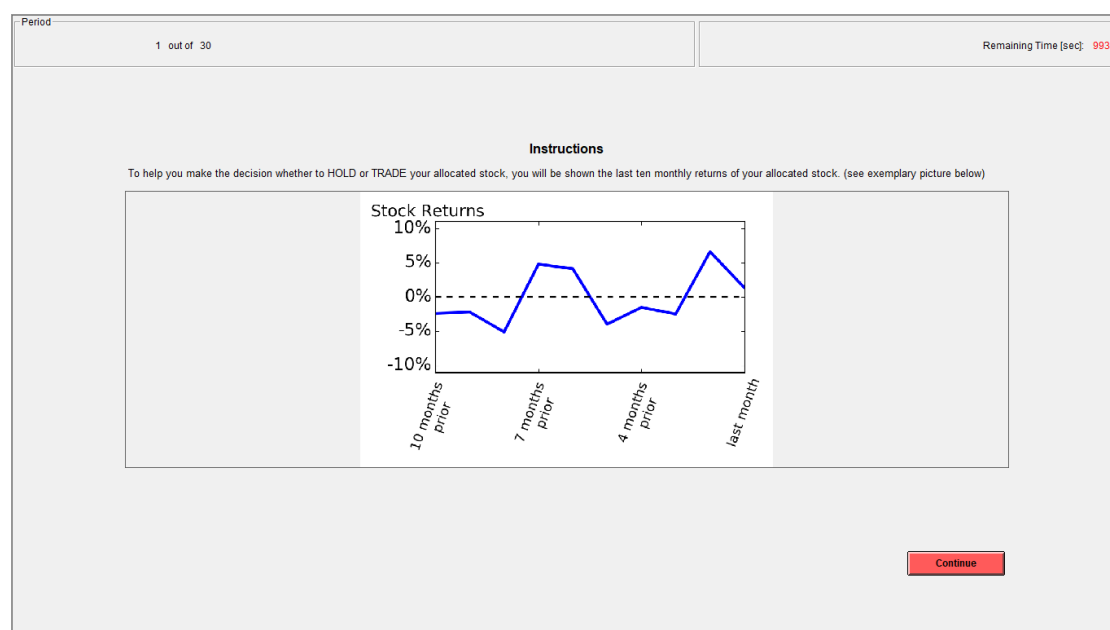 Period
1 out of 30
Remaining Time [sec]: 993
Instructions
To help you make the decision whether to HOLD or TRADE your allocated stock, you will be shown the last ten monthly returns of your allocated stock. (see exemplary picture below)
Stock Returns
10%
5%
0%
-5%
-10%
10 months
prior
7 months
prior
4 months
prior
last month
Continue